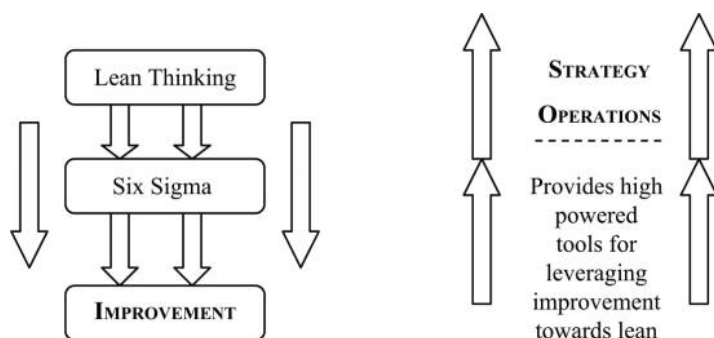 Lean Thinking
Six Sigma
IMPROVEMENT
STRATEGY
OPERATIONS
Provides high
powered
tools for
leveraging
improvement
towards lean